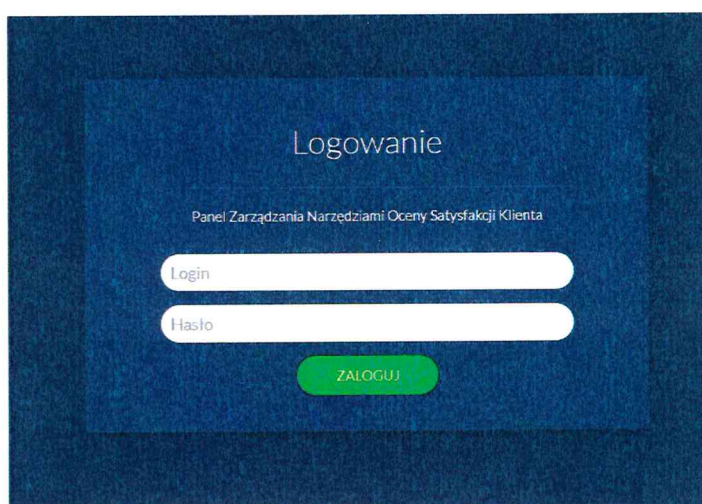 Logowanie
Panel Zarządzania Narzędziami Oceny Satysfakcji Klienta
Login
Hasło
ZALOGUJ